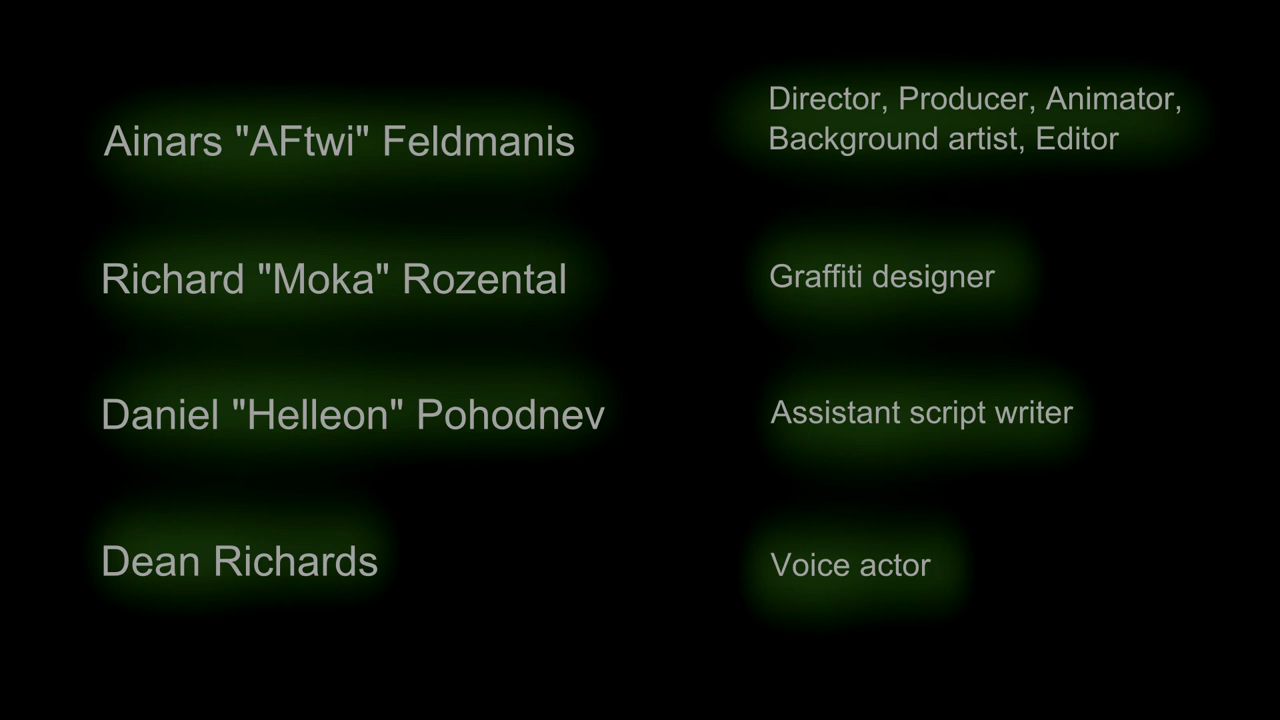 Ainars "AFtwi" Feldmanis
Director, Producer, Animator,
Background artist, Editor
Richard "Moka" Rozental
Graffiti designer
Daniel "Helleon" Pohodnev
Assistant script writer
Dean Richards
Voice actor